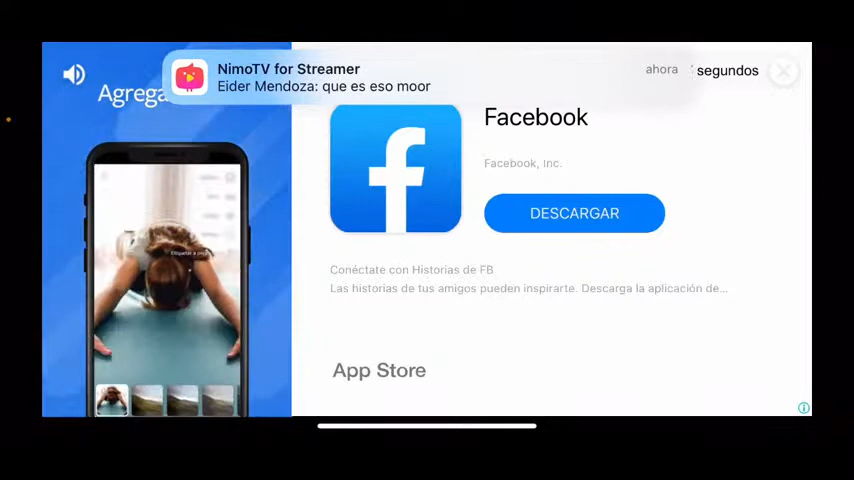 NimoTV for Streamer
ahora
segundos
Eider Mendoza: que es eso moor
Agrega
Facebook
Facebook, Inc.
DESCARGAR
Conéctate con Historias de FB
Las historias de tus amigos pueden inspirarte. Descarga la aplicación de...
App Store